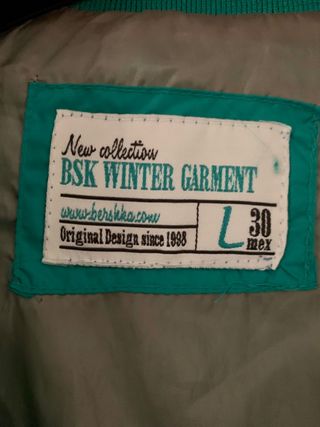 New collection
BSK WINTER GARMENT
www.bershka.com
Original Design since 1998
L
30
mex